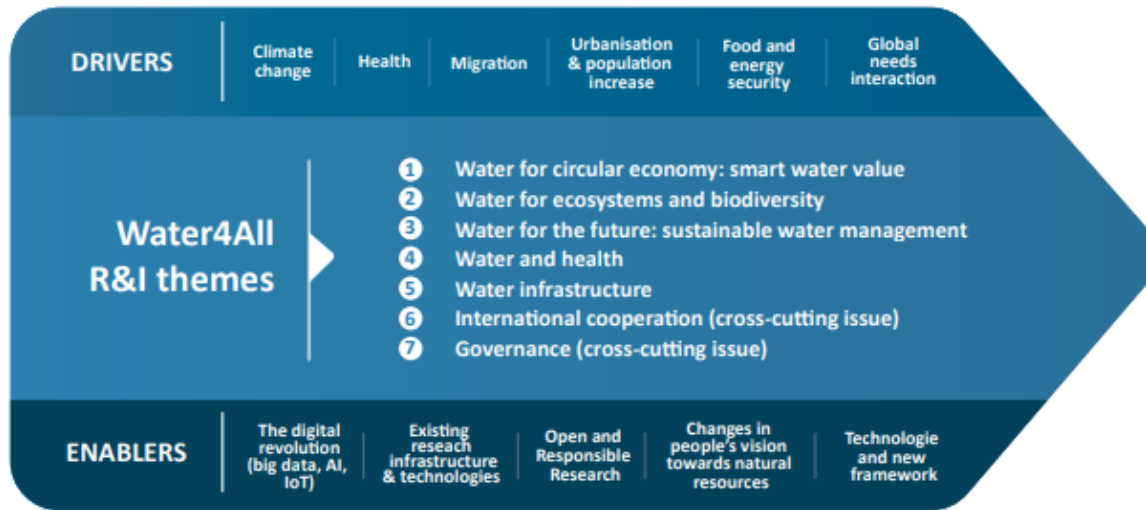 DRIVERS
Climate
change
Health
Migration
Urbanisation
& population
increase
Food and
energy
security
Global
needs
interaction
Water4All
R&I themes
1 Water for circular economy: smart water value
2 Water for ecosystems and biodiversity
3 Water for the future: sustainable water management
4 Water and health
5 Water infrastructure
6 International cooperation (cross-cutting issue)
7 Governance (cross-cutting issue)
ENABLERS
The digital
revolution
(big data, AI,
IoT)
Existing
reseach
infrastructure
& technologies
Open and
Responsible
Research
Changes in
people's vision
towards natural
resources
Technologie
and new
framework